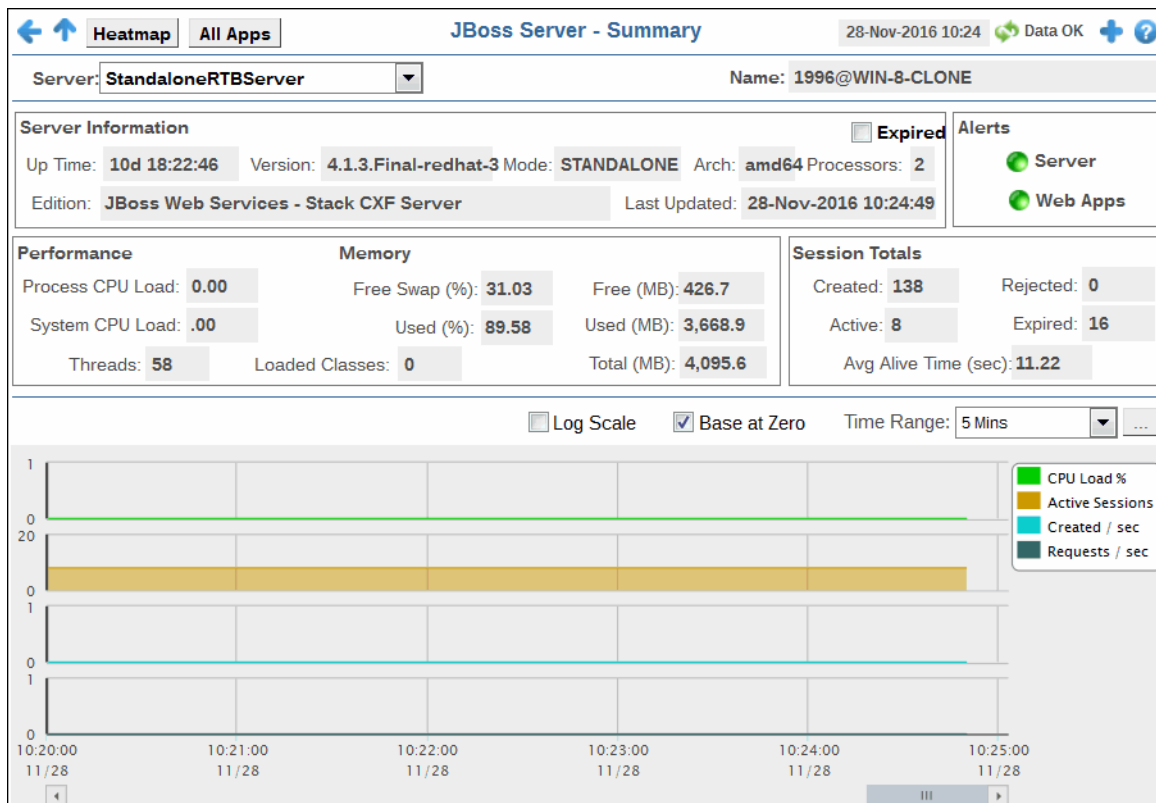 Heatmap All Apps JBoss Server - Summary 28-Nov-2016 10:24 Data OK ?
Server: StandaloneRTBServer Name: 1996@WIN-8-CLONE
Server Information Expired
Up Time: 10d 18:22:46 Version: 4.1.3.Final-redhat-3 Mode: STANDALONE Arch: amd64 Processors: 2
Edition: JBoss Web Services - Stack CXF Server Last Updated: 28-Nov-2016 10:24:49
Alerts
Server
Web Apps
Performance Memory
Process CPU Load: 0.00 Free Swap (%): 31.03 Free (MB): 426.7
System CPU Load: .00 Used (%): 89.58 Used (MB): 3,668.9
Threads: 58 Loaded Classes: 0 Total (MB): 4,095.6
Session Totals
Created: 138 Rejected: 0
Active: 8 Expired: 16
Avg Alive Time (sec): 11.22
Log Scale Base at Zero Time Range: 5 Mins ...
1
0
20
0
1
0
1
0
10:20:00 10:21:00 10:22:00 10:23:00 10:24:00 10:25:00
11/28 11/28 11/28 11/28 11/28 11/28
CPU Load %
Active Sessions
Created / sec
Requests / sec